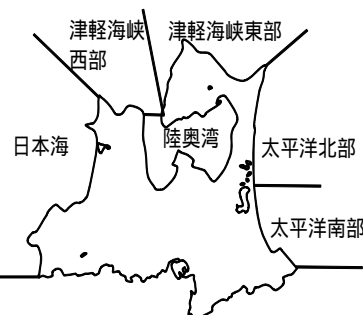 津軽海峡
西部
津軽海峡東部
日本海
陸奥湾
太平洋北部
太平洋南部